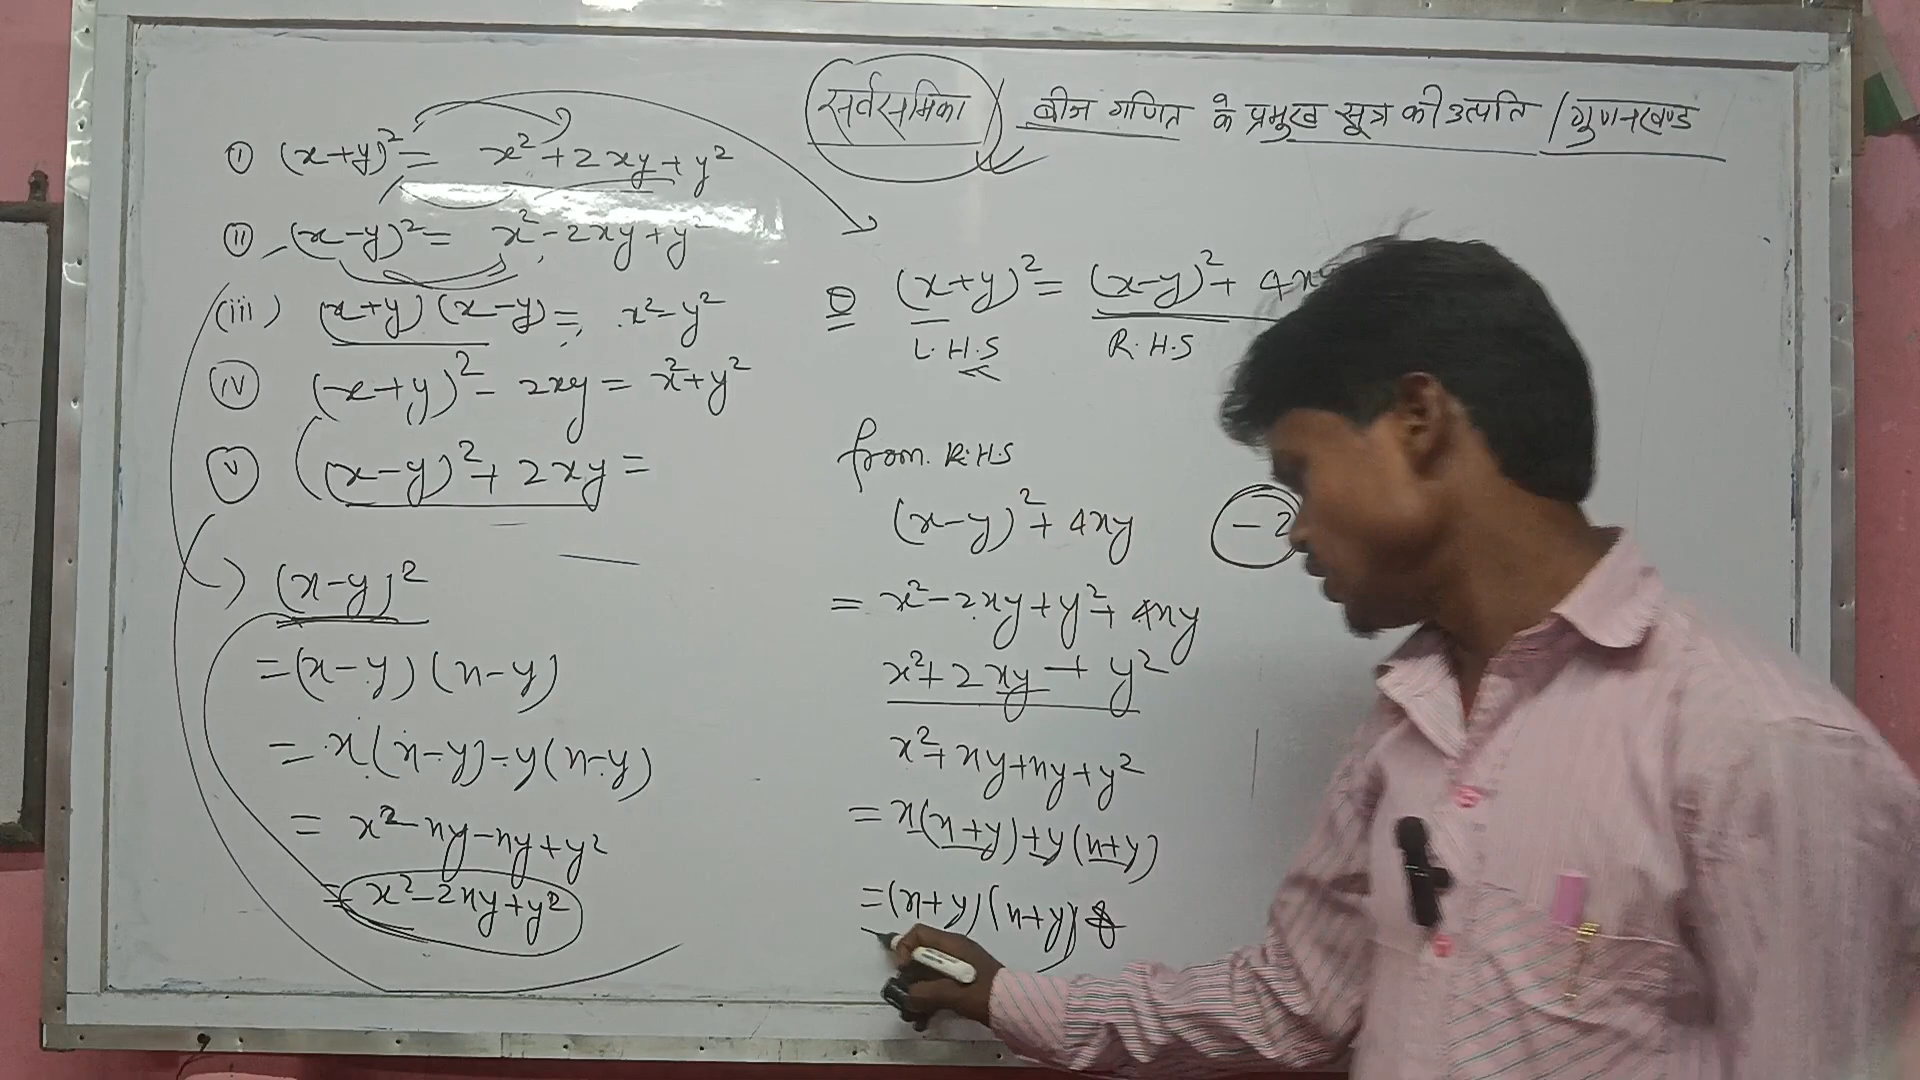 सर्वसमिका बीज गणित के प्रमुख सूत्र की उत्पति / गुणनखण्ड
(i) (x+y)² = x² + 2xy + y²
(ii) (x-y)² = x² - 2xy + y²
(iii) (x+y) (x-y) = x² - y²
(iv) (x+y)² - 2xy = x² + y²
(v) (x-y)² + 2xy =
(x-y)²
= (x-y) (x-y)
= x(x-y) - y(x-y)
= x² - xy - xy + y²
= x² - 2xy + y²
(x+y)² = (x-y)² + 4x
L.H.S R.H.S
from. R.H.S
(x-y)² + 4xy - 2
= x² - 2xy + y² + 4xy
x² + 2xy + y²
x² + xy + xy + y²
= x(x+y) + y(x+y)
= (x+y) (x+y)